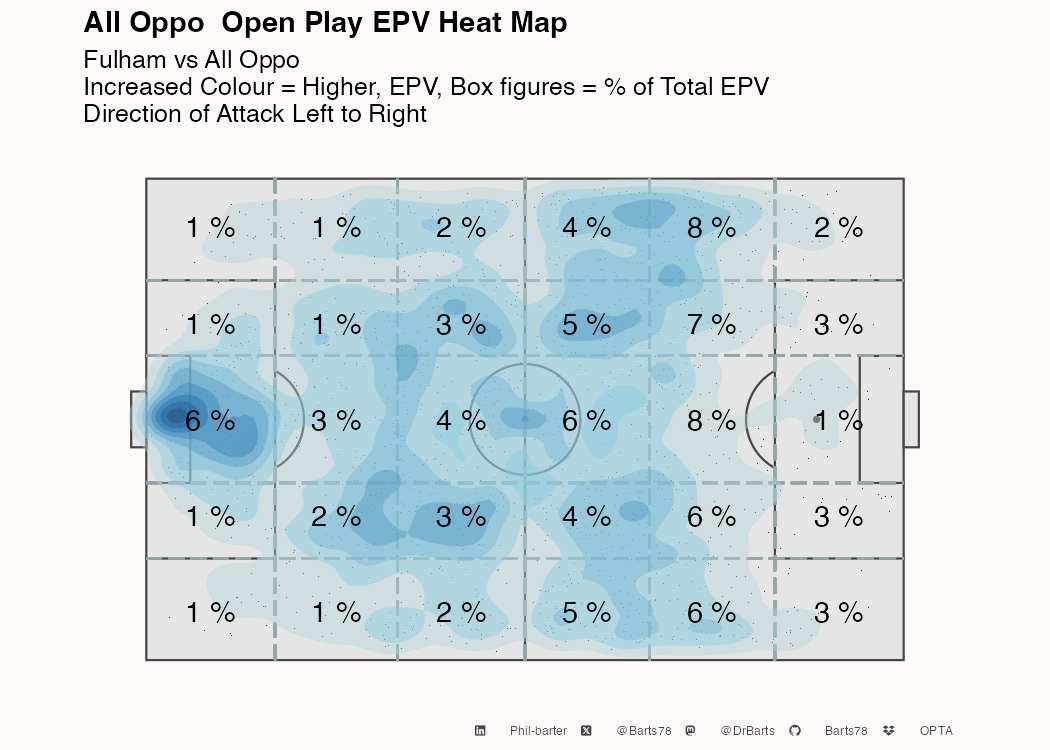 All Oppo  Open Play EPV Heat Map
Fulham vs All Oppo
Increased Colour = Higher, EPV, Box figures = % of Total EPV
Direction of Attack Left to Right
1 % 1 % 2 % 4 % 8 % 2 %
1 % 1 % 3 % 5 % 7 % 3 %
6 % 3 % 4 % 6 % 8 % 1 %
1 % 2 % 3 % 4 % 6 % 3 %
1 % 1 % 2 % 5 % 6 % 3 %
Phil-barter @Barts78 @DrBarts Barts78 OPTA